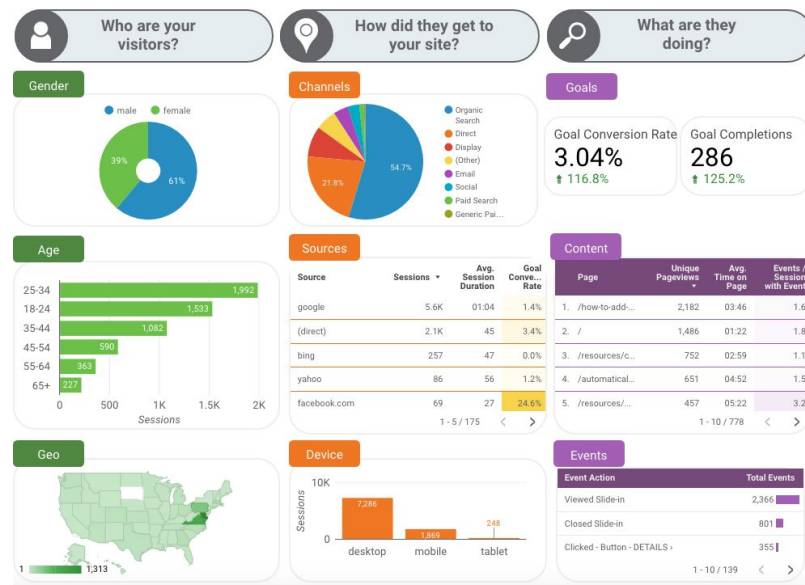 Who are your
visitors?
How did they get to
your site?
What are they
doing?
Gender
male female
39%
61%
Channels
54.7%
21.8%
Organic
Search
Direct
Display
(Other)
Email
Social
Paid Search
Generic Pai...
Goals
Goal Conversion Rate
3.04%
116.8%
Goal Completions
286
125.2%
Age
25-34 1,992
18-24 1,533
35-44 1,082
45-54 590
55-64 363
65+ 227
0 500 1K 1.5K 2K
Sessions
Sources
Source Sessions Avg. Session Duration Goal Conve... Rate
google 5.6K 01:04 1.4%
(direct) 2.1K 45 3.4%
bing 257 47 0.0%
yahoo 86 56 1.2%
facebook.com 69 27 24.6%
1 - 5 / 175 < >
Content
Page Unique Pageviews Avg. Time on Page Events / Session with Event
1. /how-to-add-... 2,182 03:46 1.6
2. / 1,486 01:22 1.8
3. /resources/c... 752 02:59 1.1
4. /automatical... 651 04:52 1.5
5. /resources/... 457 05:22 3.2
1 - 10 / 778 < >
Geo
1 1,313
Device
Sessions
10K
0
7,286
1,869
248
desktop mobile tablet
Events
Event Action Total Events
Viewed Slide-in 2,366
Closed Slide-in 801
Clicked - Button - DETAILS › 355
1 - 10 / 139 < >